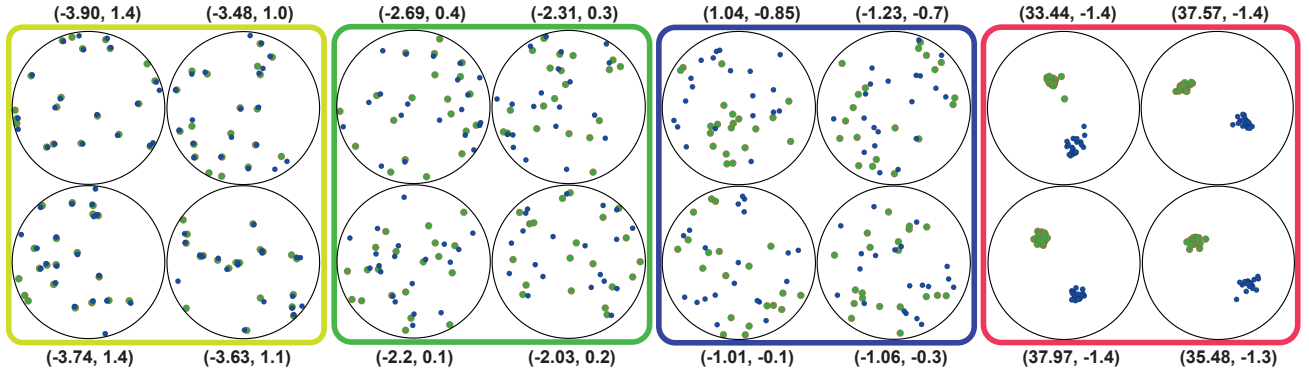 (-3.90, 1.4) (-3.48, 1.0) (-2.69, 0.4) (-2.31, 0.3) (1.04, -0.85) (-1.23, -0.7) (33.44, -1.4) (37.57, -1.4)
(-3.74, 1.4) (-3.63, 1.1) (-2.2, 0.1) (-2.03, 0.2) (-1.01, -0.1) (-1.06, -0.3) (37.97, -1.4) (35.48, -1.3)